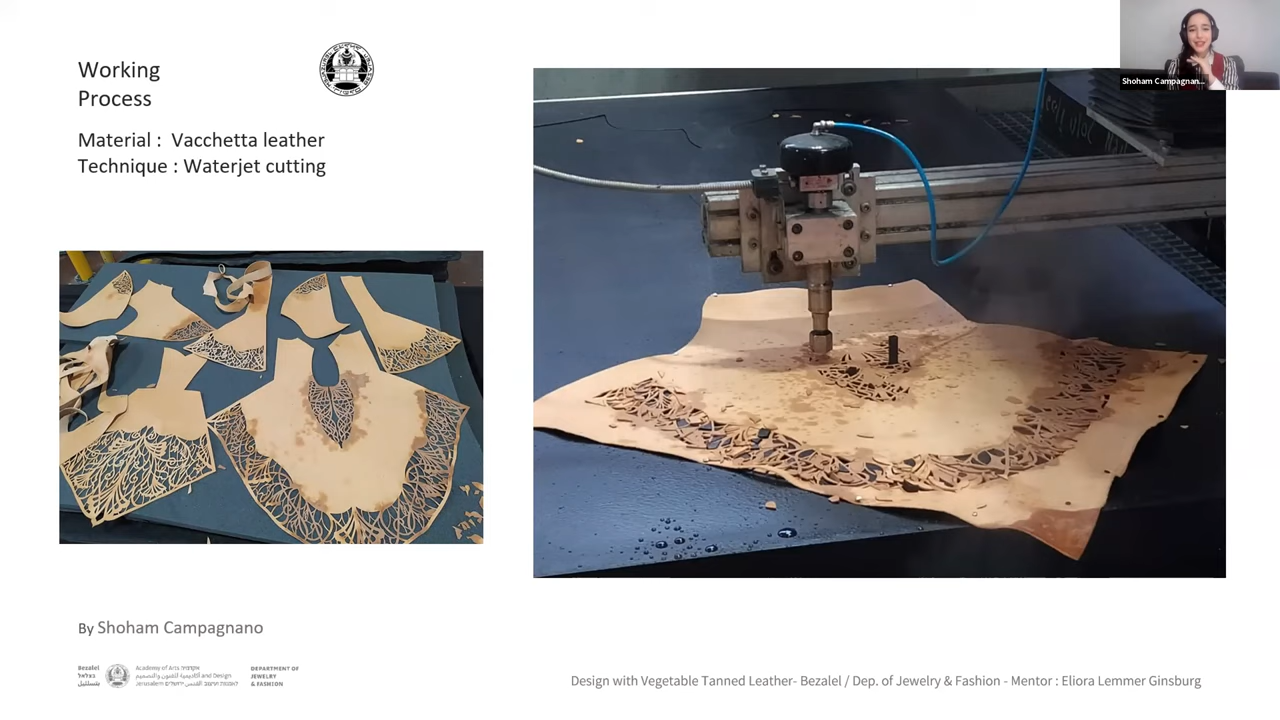 Working
Process
Material : Vacchetta leather
Technique : Waterjet cutting
Shoham Campagnan...
By Shoham Campagnano
Bezalel
בצלאל
بتسلئيل
Academy of Arts
and Design
Jerusalem
DEPARTMENT OF
JEWELRY
& FASHION
Design with Vegetable Tanned Leather- Bezalel / Dep. of Jewelry & Fashion - Mentor : Eliora Lemmer Ginsburg